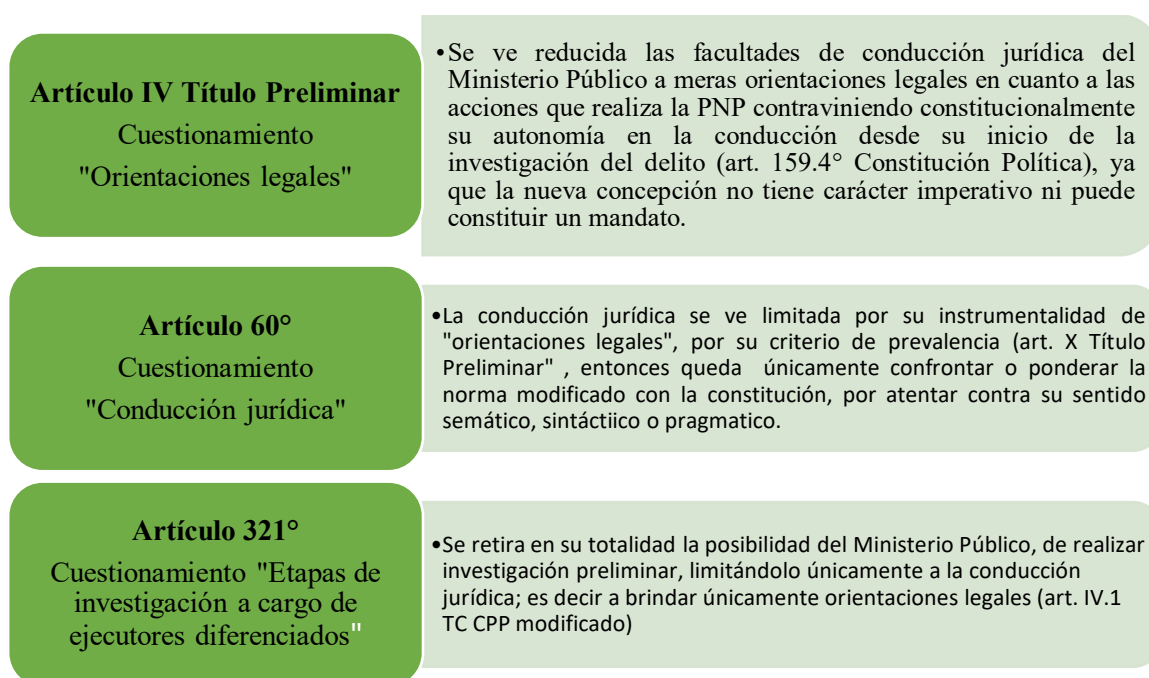 Artículo IV Título Preliminar
Cuestionamiento
"Orientaciones legales"
•Se ve reducida las facultades de conducción jurídica del
Ministerio Público a meras orientaciones legales en cuanto a las
acciones que realiza la PNP contraviniendo constitucionalmente
su autonomía en la conducción desde su inicio de la
investigación del delito (art. 159.4° Constitución Política), ya
que la nueva concepción no tiene carácter imperativo ni puede
constituir un mandato.
Artículo 60°
Cuestionamiento
"Conducción jurídica"
•La conducción jurídica se ve limitada por su instrumentalidad de
"orientaciones legales", por su criterio de prevalencia (art. X Título
Preliminar" , entonces queda únicamente confrontar o ponderar la
norma modificado con la constitución, por atentar contra su sentido
semático, sintáctiico o pragmatico.
Artículo 321°
Cuestionamiento "Etapas de
investigación a cargo de
ejecutores diferenciados"
•Se retira en su totalidad la posibilidad del Ministerio Público, de realizar
investigación preliminar, limitándolo únicamente a la conducción
jurídica; es decir a brindar únicamente orientaciones legales (art. IV.1
TC CPP modificado)